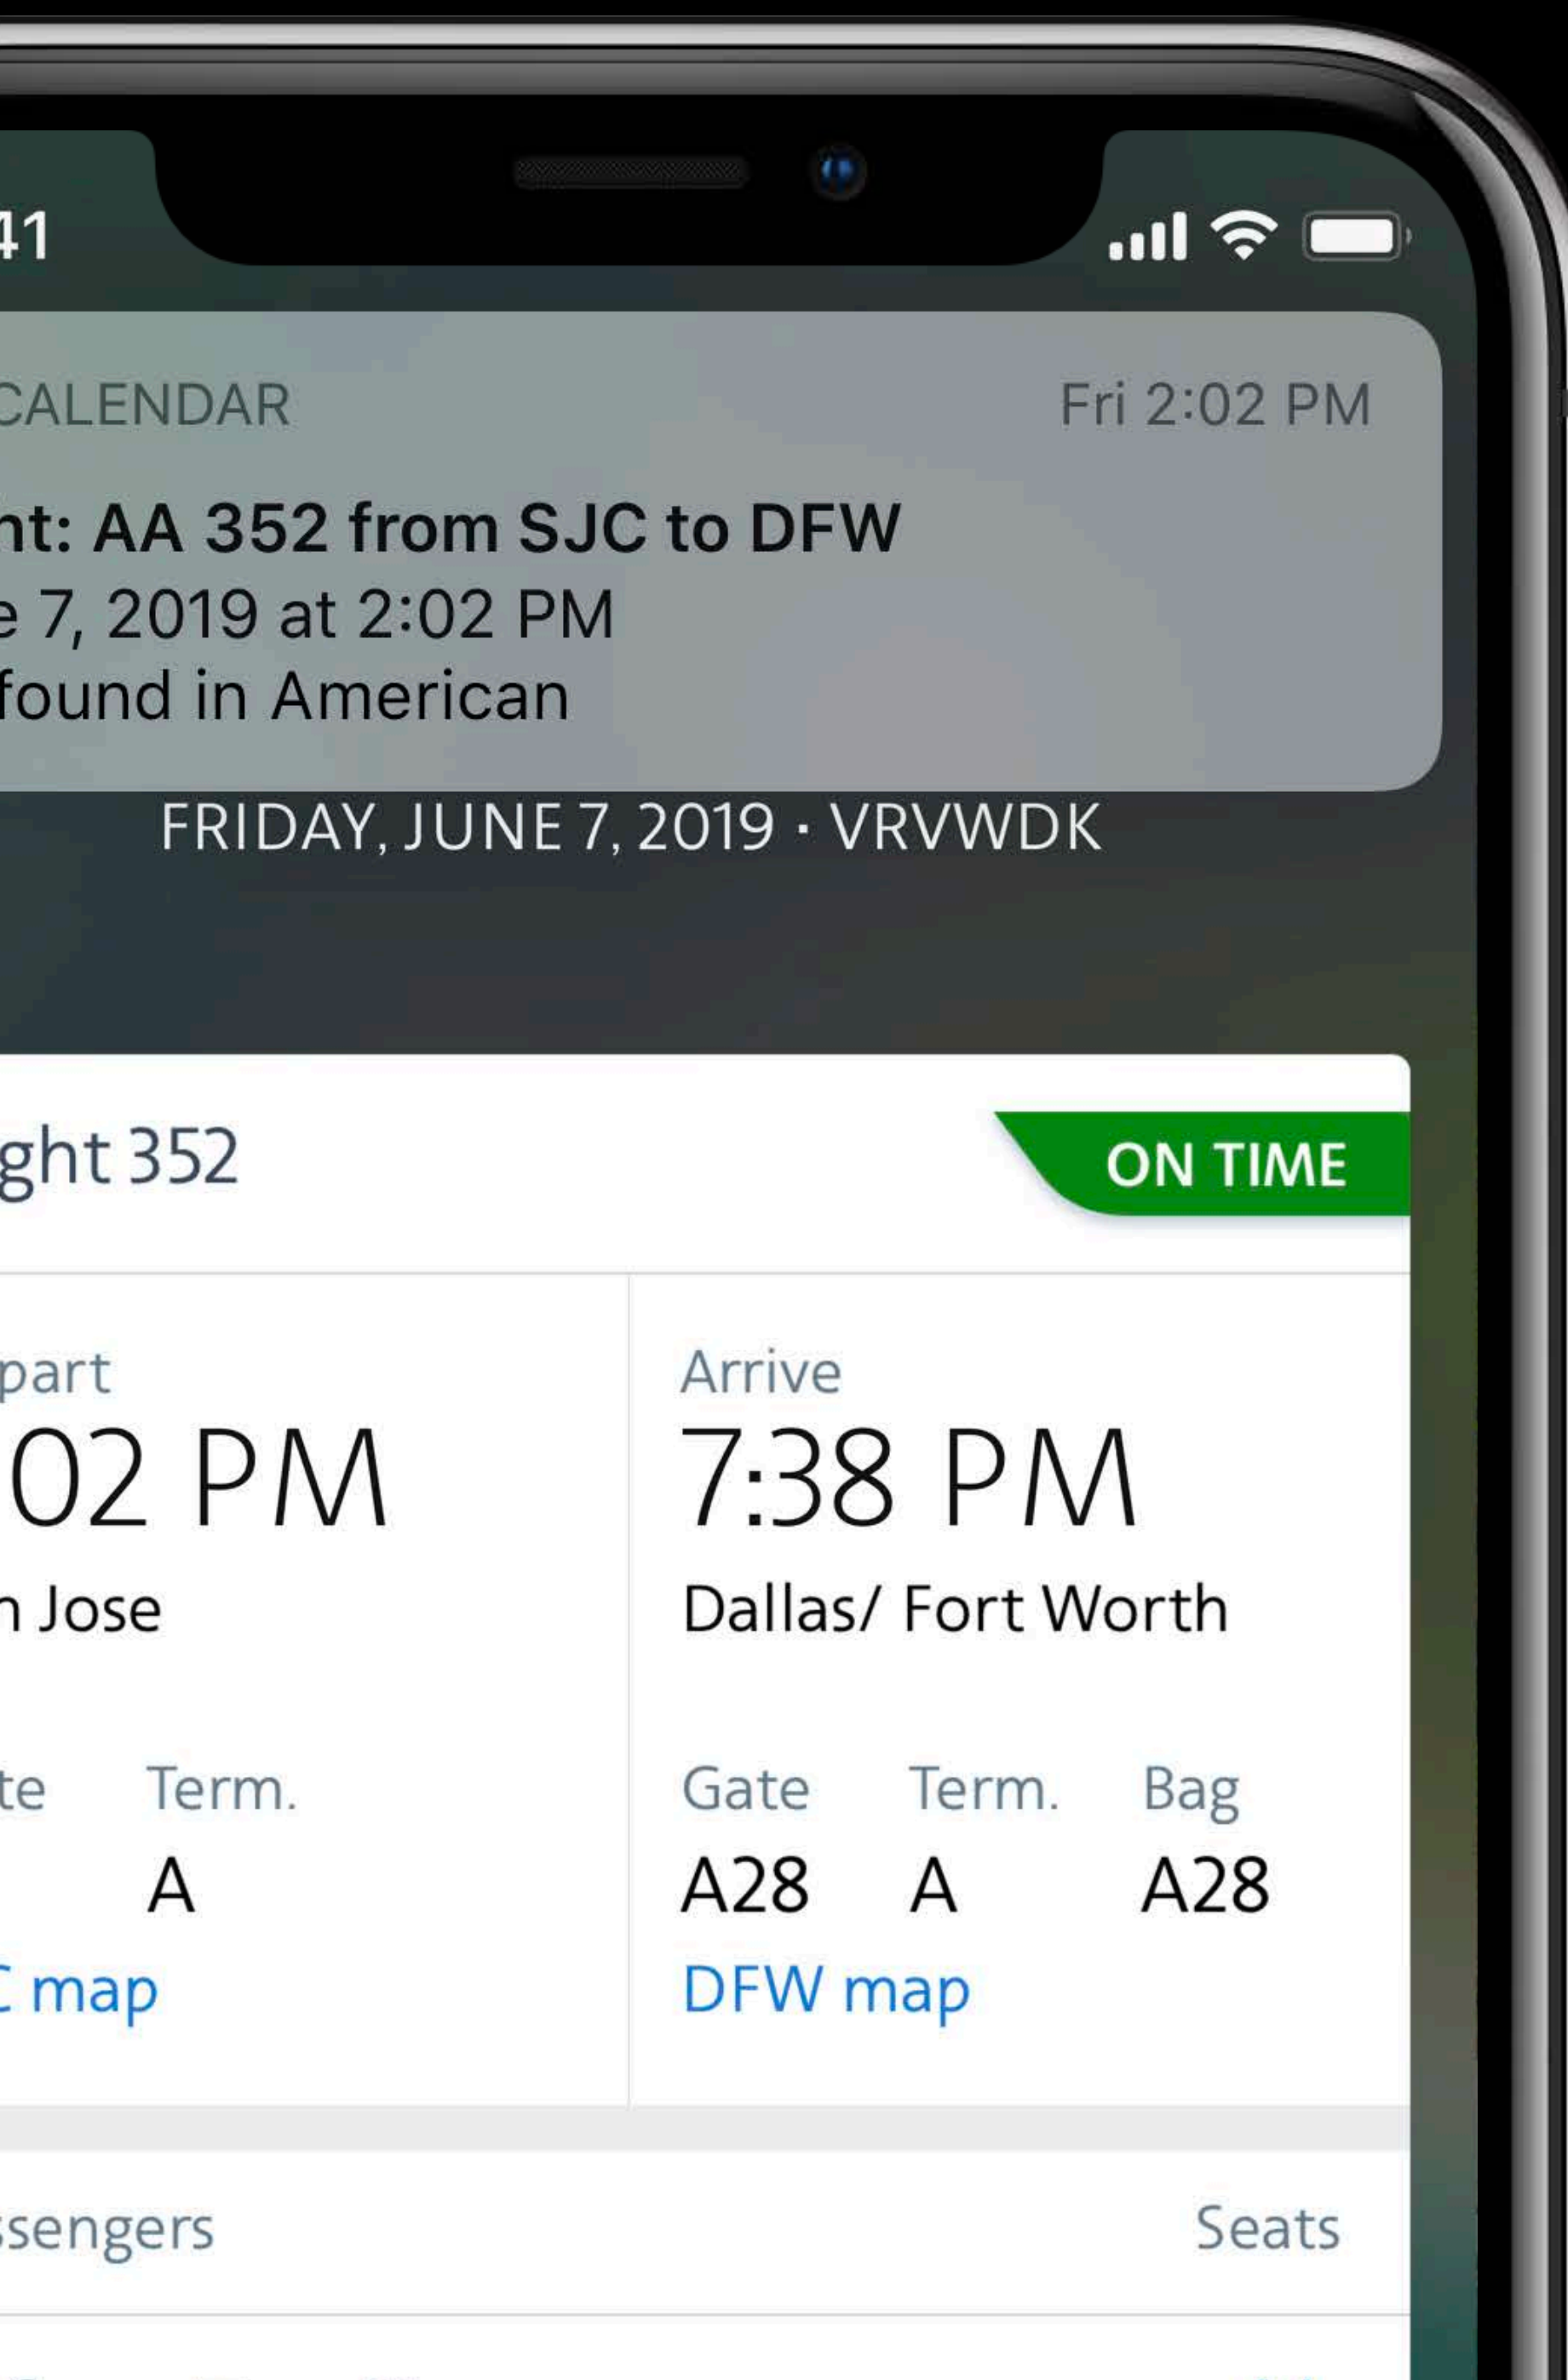 41
CALENDAR Fri 2:02 PM
nt: AA 352 from SJC to DFW
e 7, 2019 at 2:02 PM
found in American
FRIDAY, JUNE 7, 2019 · VRVWDK
ght 352 ON TIME
part Arrive
02 PM 7:38 PM
n Jose Dallas/ Fort Worth
te Term. Gate Term. Bag
A A28 A A28
C map DFW map
ssengers Seats